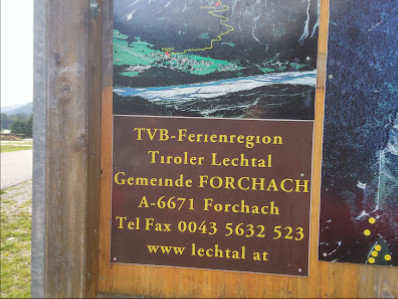 TVB-Ferienregion
Tiroler Lechtal
Gemeinde FORCHACH
A-6671 Forchach
Tel Fax 0043 5632 523
www lechtal at